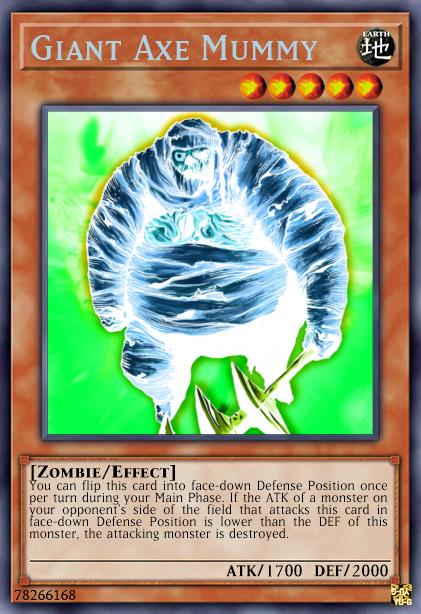 Giant Axe Mummy
EARTH
地
[Zombie/Effect]
You can flip this card into face-down Defense Position once
per turn during your Main Phase. If the ATK of a monster on
your opponent's side of the field that attacks this card in
face-down Defense Position is lower than the DEF of this
monster, the attacking monster is destroyed.
ATK/1700 DEF/2000
78266168